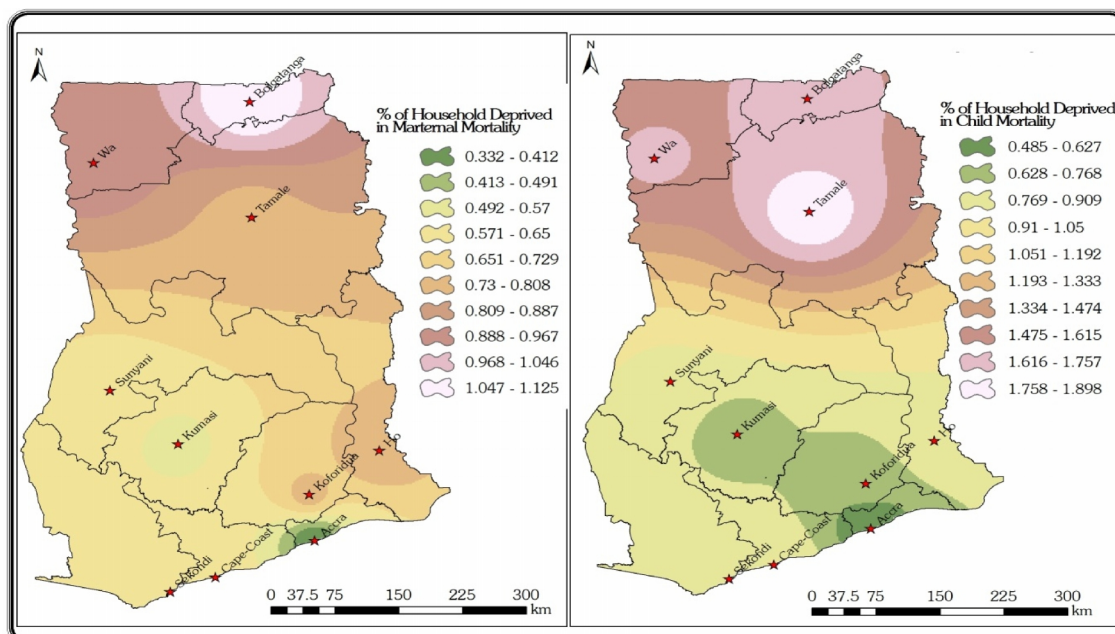 N
Bolgatanga
% of Household Deprived
in Marternal Mortality
0.332 - 0.412
0.413 - 0.491
0.492 - 0.57
0.571 - 0.65
0.651 - 0.729
0.73 - 0.808
0.809 - 0.887
0.888 - 0.967
0.968 - 1.046
1.047 - 1.125
Wa
Tamale
Sunyani
Kumasi
Ho
Koforidua
Accra
Cape-Coast
Sekondi
0 37.5 75 150 225 300
km
N
Bolgatanga
% of Household Deprived
in Child Mortality
0.485 - 0.627
0.628 - 0.768
0.769 - 0.909
0.91 - 1.05
1.051 - 1.192
1.193 - 1.333
1.334 - 1.474
1.475 - 1.615
1.616 - 1.757
1.758 - 1.898
Wa
Tamale
Sunyani
Kumasi
Ho
Koforidua
Accra
Cape-Coast
Sekondi
0 37.5 75 150 225 300
km